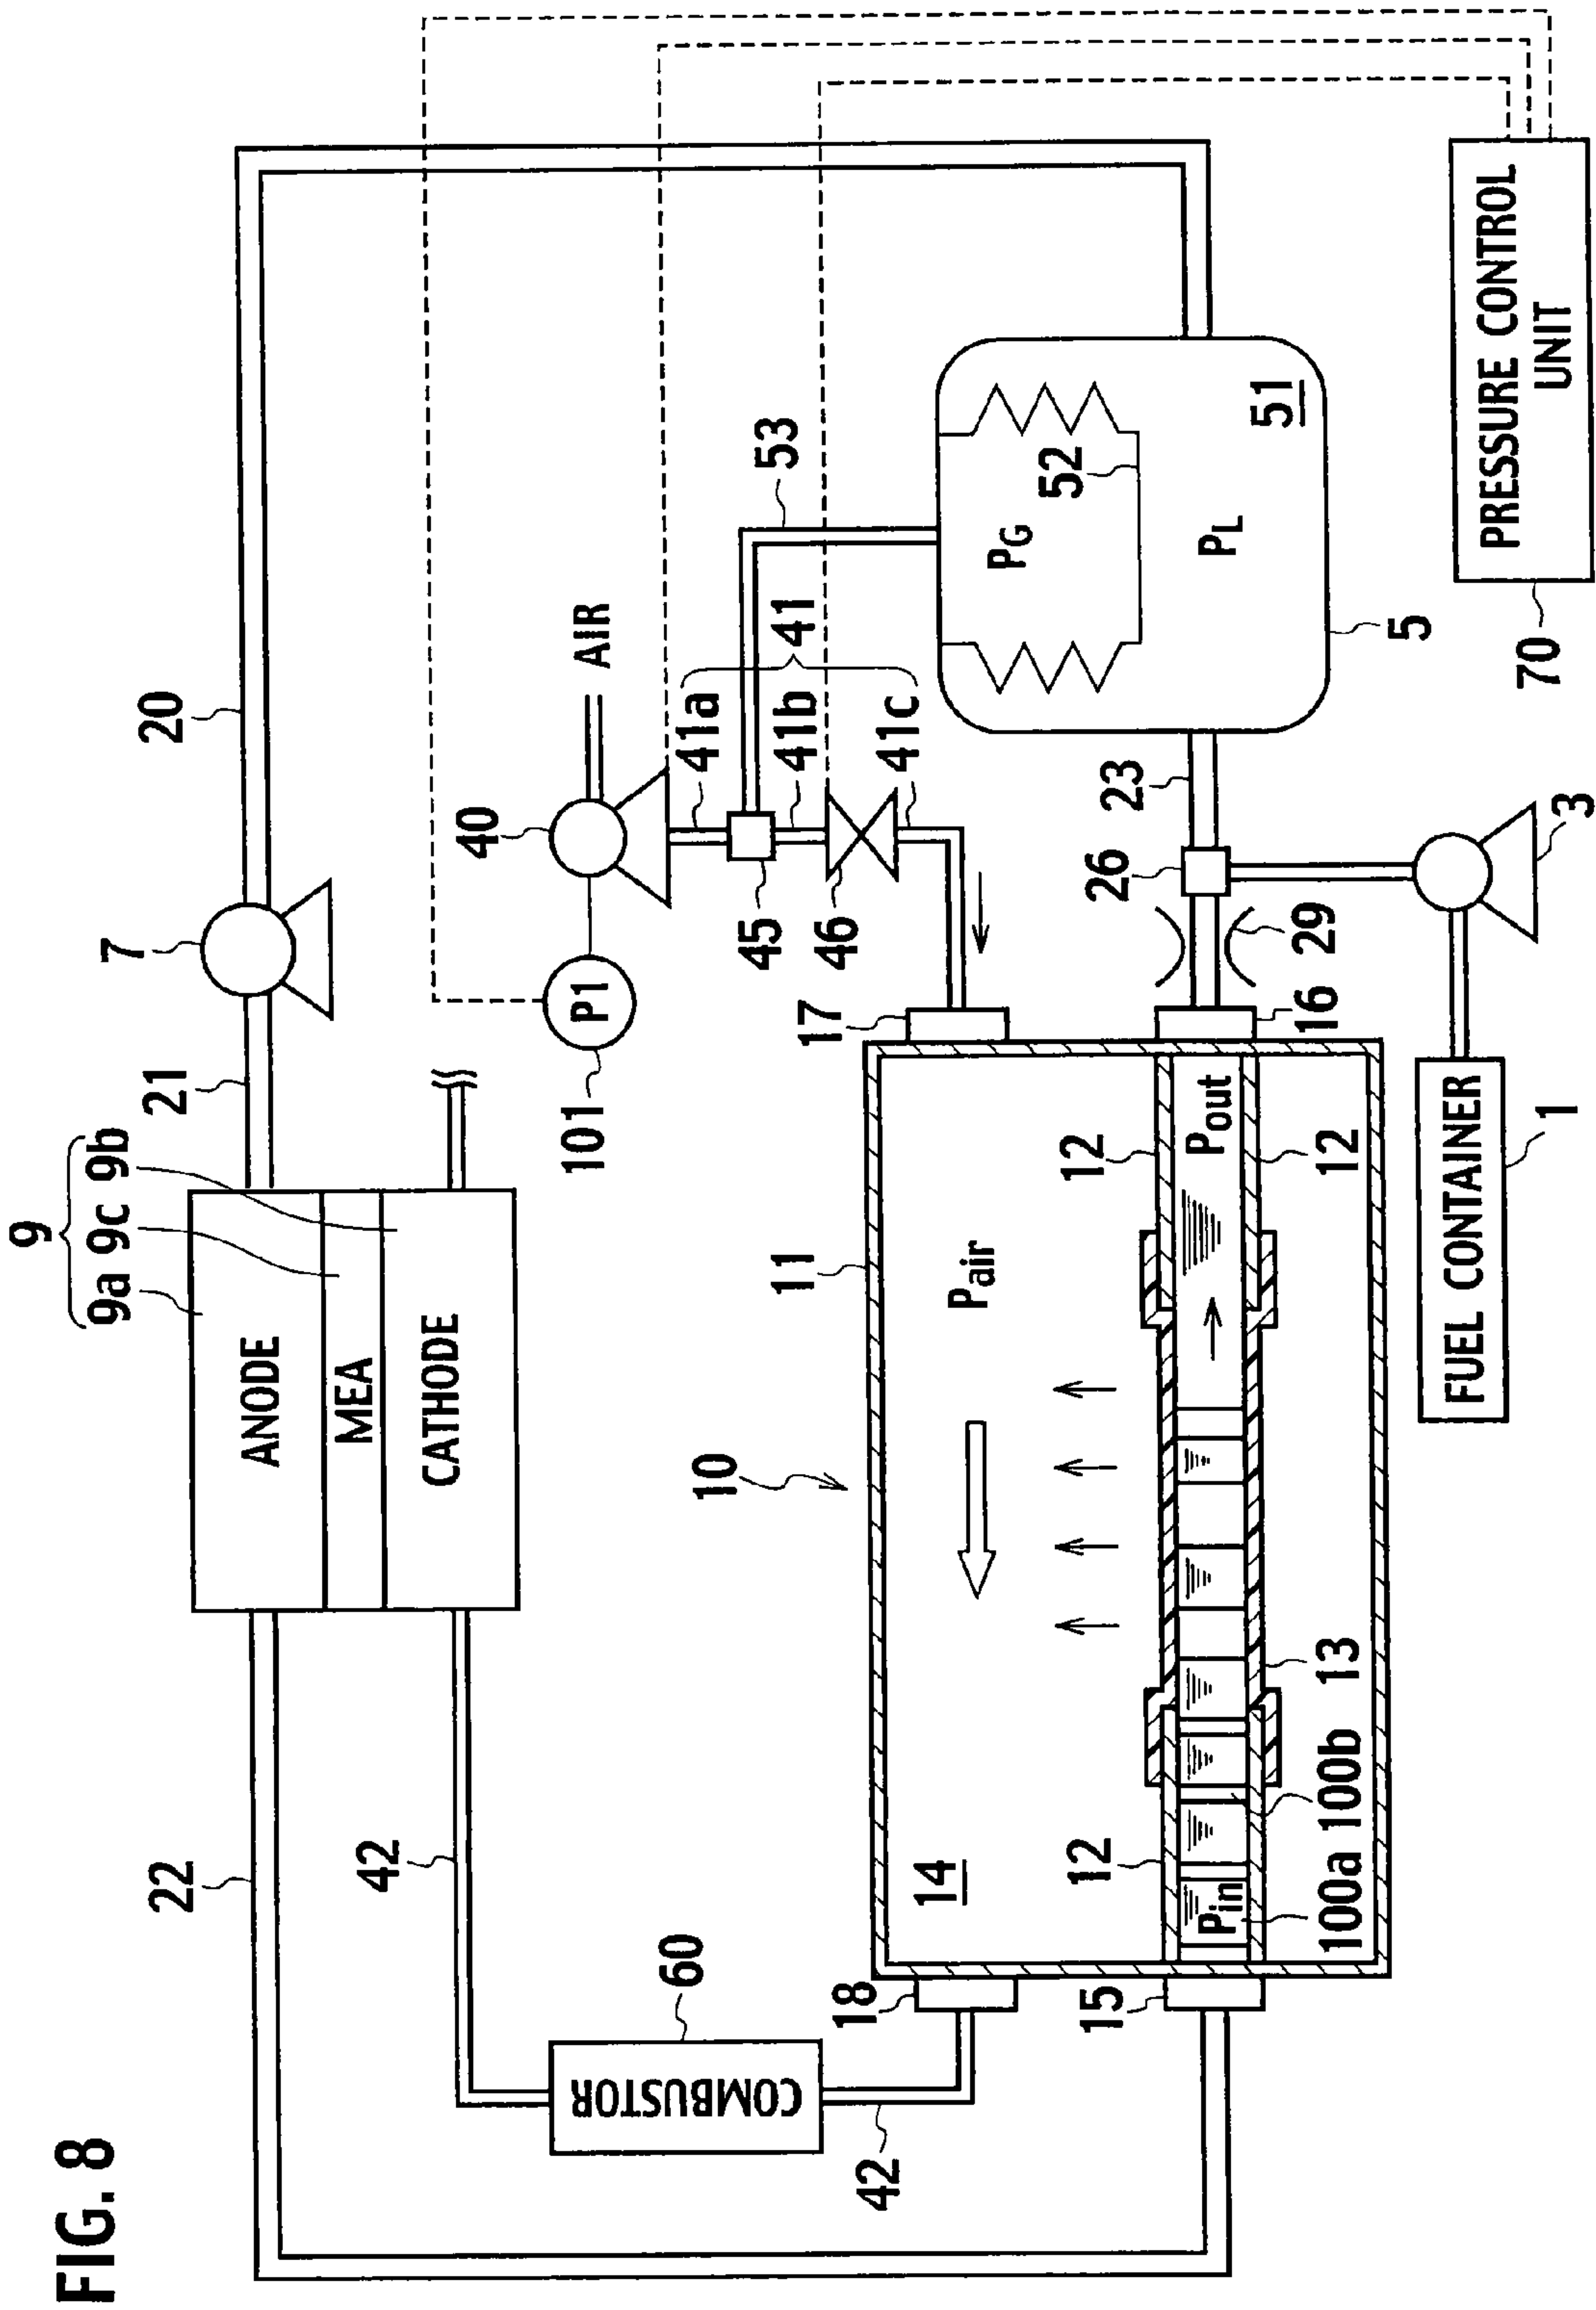 FIG. 8
9
9a 9c 9b
21
7
20
22
ANODE
MEA
CATHODE
42
60
COMBUSTOR
42
101
P1
40
AIR
41a
41
41b
41c
45
46
53
10
11
17
18
14
Pair
12
12
12
Pin
Pout
15
16
100a
100b
13
29
26
23
PG
52
PL
51
5
FUEL CONTAINER
1
3
PRESSURE CONTROL
UNIT
70